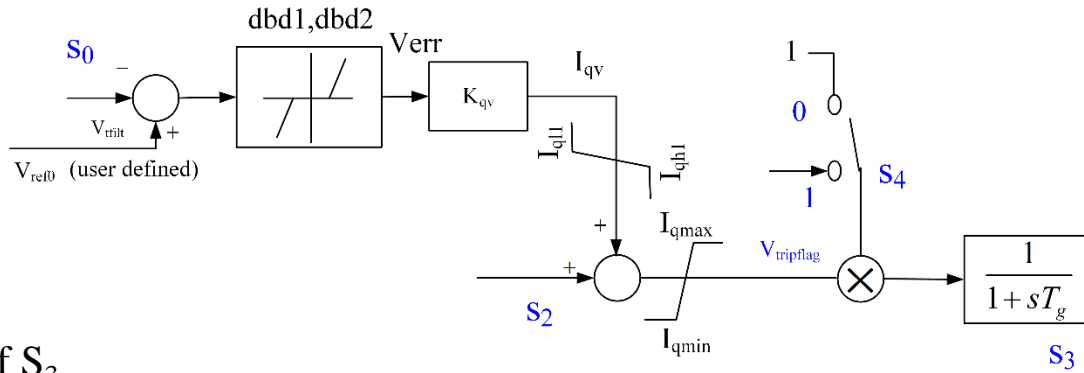 dbd1,dbd2
S0
−
Verr
Iqv
1
Kqv
0
Vtfilt
+
Vref0 (user defined)
Iql1
Iqh1
S4
1
+
Iqmax
Vtripflag
+
S2
Iqmin
1
1 + sTg
S3
f S3